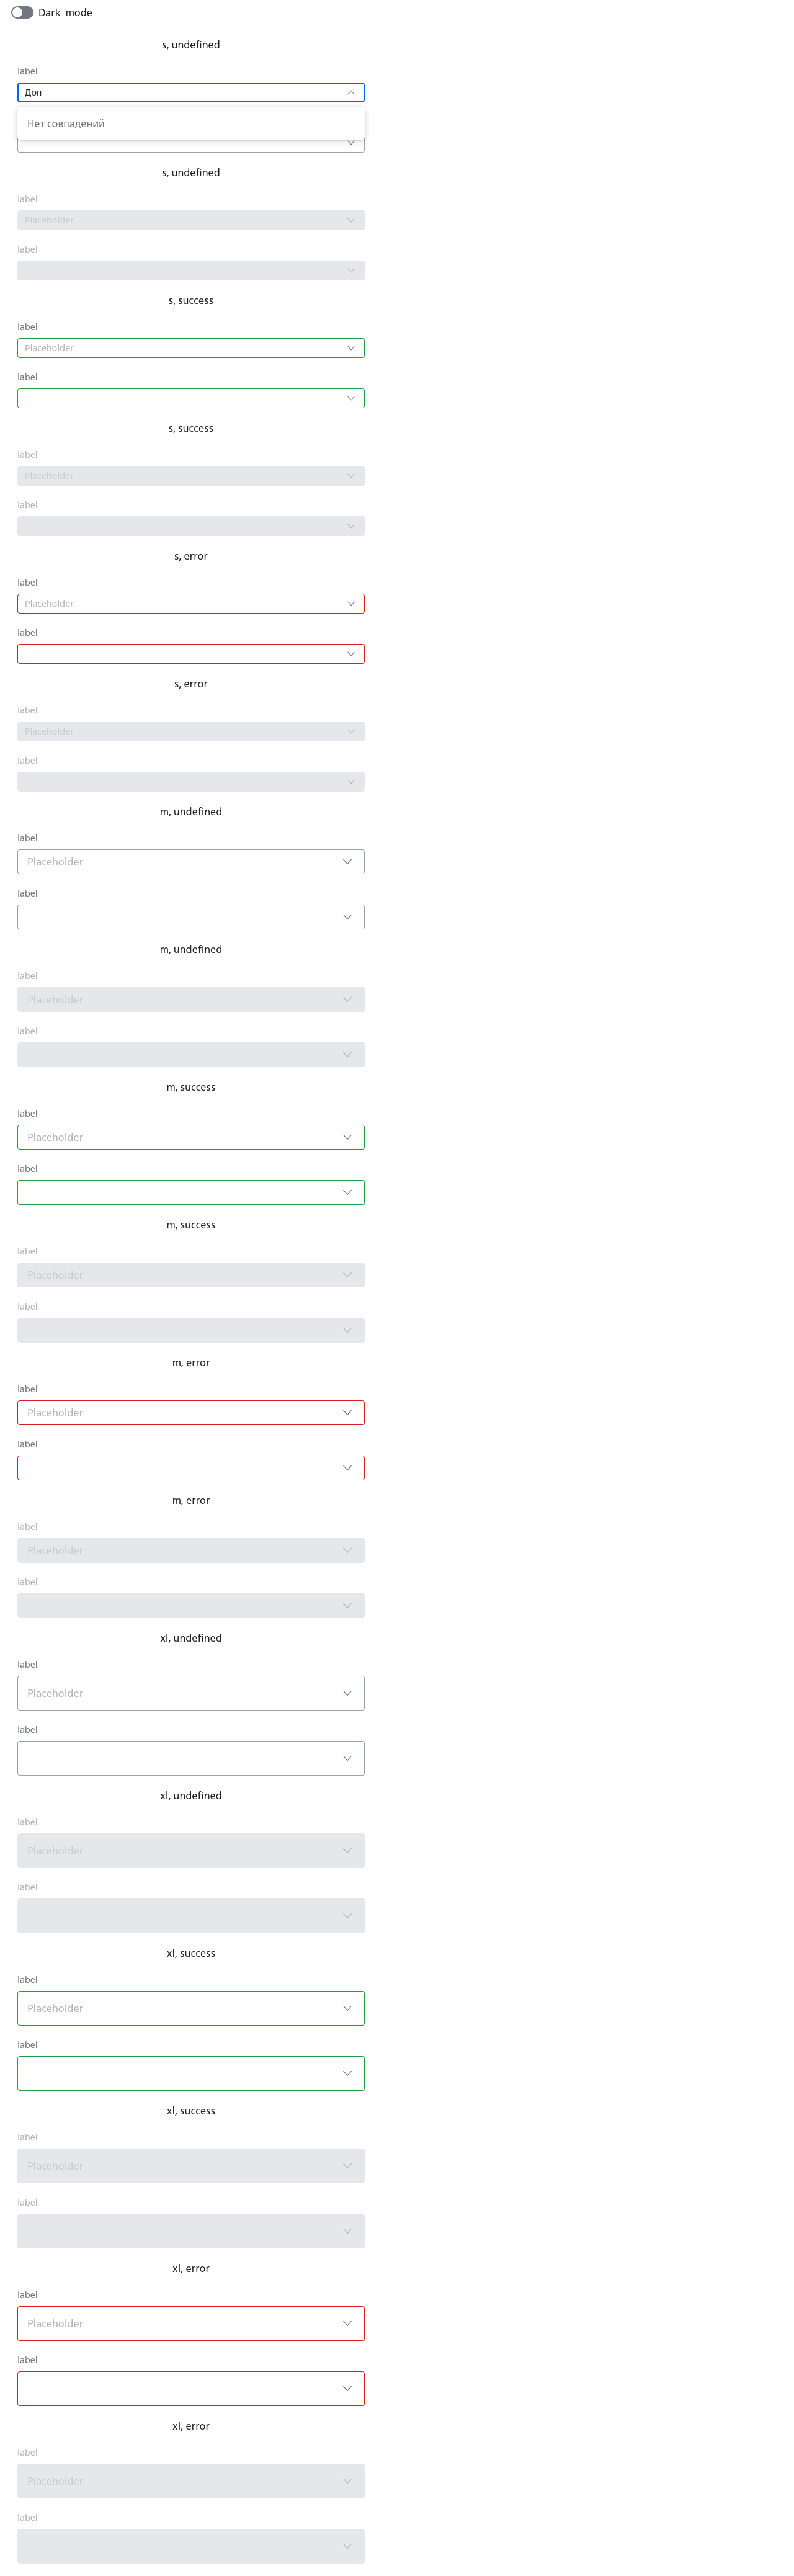 Dark_mode
s, undefined
label
Доп
Нет совпадений
s, undefined
label
Placeholder
label
s, success
label
Placeholder
label
s, success
label
Placeholder
label
s, error
label
Placeholder
label
s, error
label
Placeholder
label
m, undefined
label
Placeholder
label
m, undefined
label
Placeholder
label
m, success
label
Placeholder
label
m, success
label
Placeholder
label
m, error
label
Placeholder
label
m, error
label
Placeholder
label
xl, undefined
label
Placeholder
label
xl, undefined
label
Placeholder
label
xl, success
label
Placeholder
label
xl, success
label
Placeholder
label
xl, error
label
Placeholder
label
xl, error
label
Placeholder
label